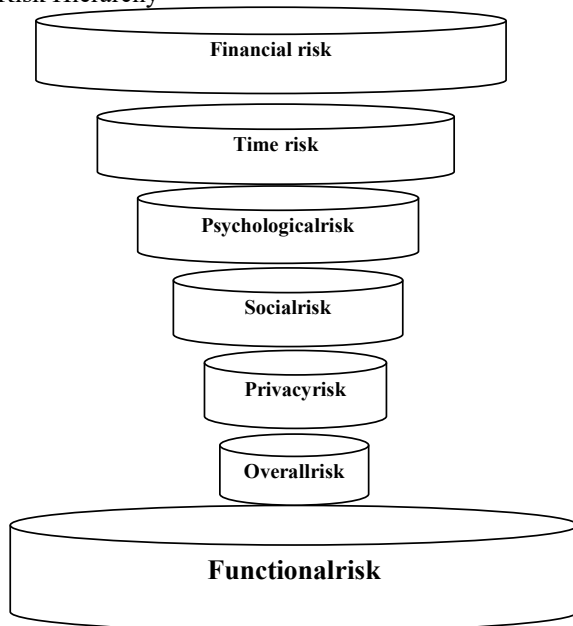 Risk Hierarchy
Financial risk
Time risk
Psychologicalrisk
Socialrisk
Privacyrisk
Overallrisk
Functionalrisk